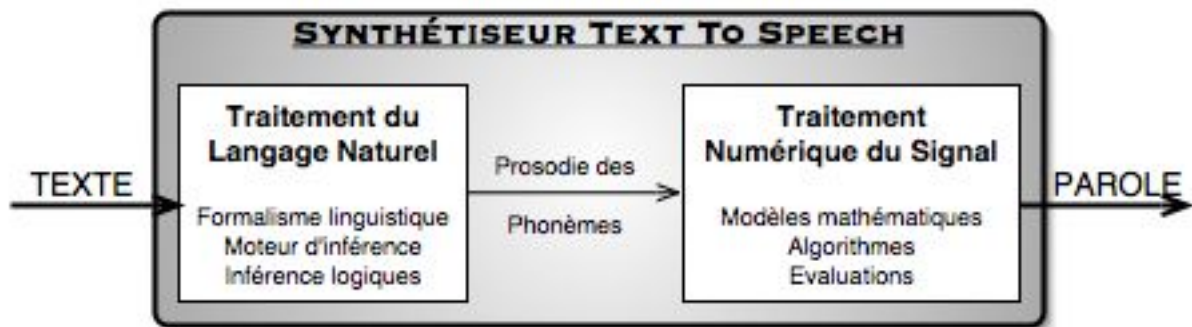 SYNTHÉTISEUR TEXT TO SPEECH
TEXTE
Traitement du
Langage Naturel
Formalisme linguistique
Moteur d'inférence
Inférence logiques
Prosodie des
Phonèmes
Traitement
Numérique du Signal
Modèles mathématiques
Algorithmes
Evaluations
PAROLE